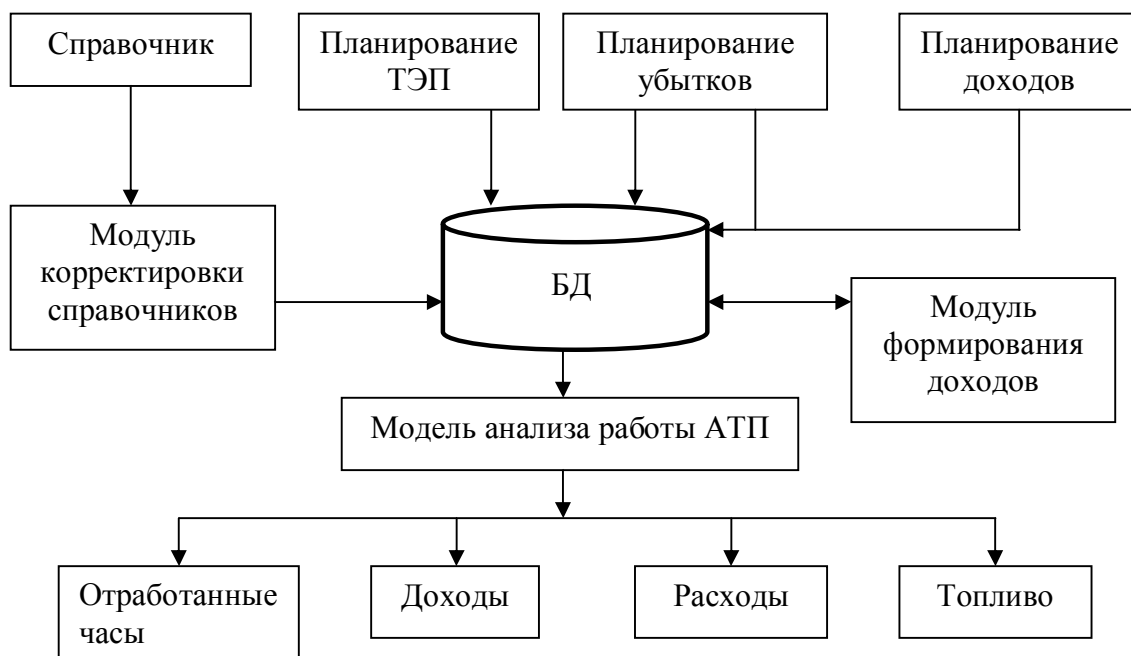 Справочник
Планирование
ТЭП
Планирование
убытков
Планирование
доходов
Модуль
корректировки
справочников
БД
Модуль
формирования
доходов
Модель анализа работы АТП
Отработанные
часы
Доходы
Расходы
Топливо